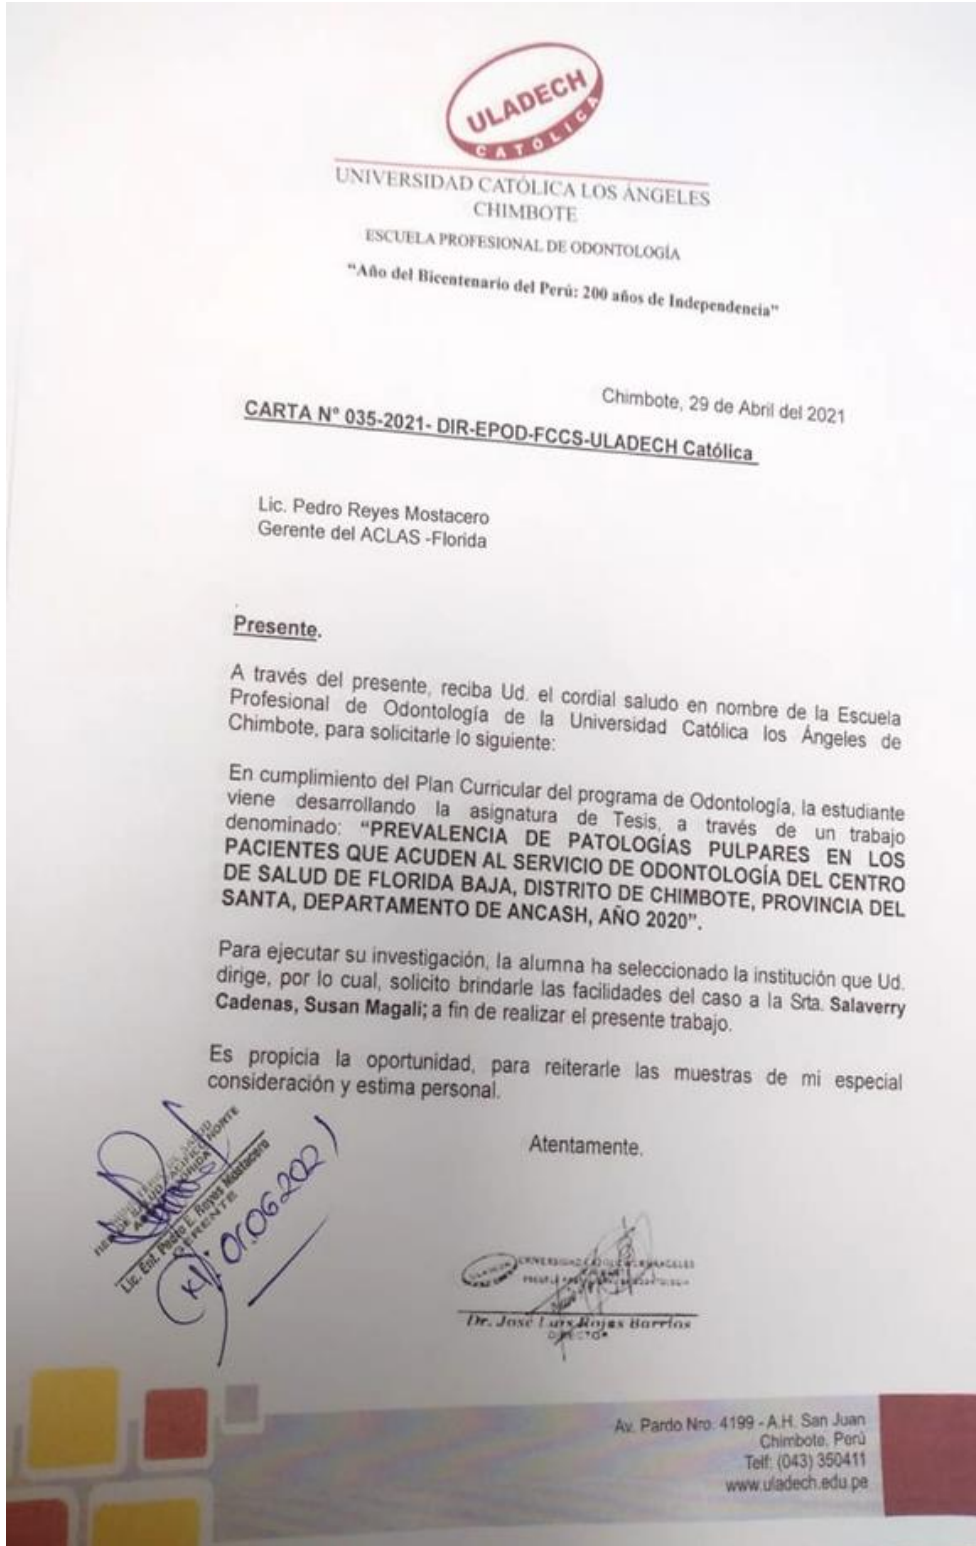 ULADECH
CATÓLICA
UNIVERSIDAD CATÓLICA LOS ÁNGELES
CHIMBOTE
ESCUELA PROFESIONAL DE ODONTOLOGÍA
"Año del Bicentenario del Perú: 200 años de Independencia"
Chimbote, 29 de Abril del 2021
CARTA N° 035-2021- DIR-EPOD-FCCS-ULADECH Católica
Lic. Pedro Reyes Mostacero
Gerente del ACLAS -Florida
Presente.
A través del presente, reciba Ud. el cordial saludo en nombre de la Escuela
Profesional de Odontología de la Universidad Católica los Ángeles de
Chimbote, para solicitarle lo siguiente:
En cumplimiento del Plan Curricular del programa de Odontología, la estudiante
viene desarrollando la asignatura de Tesis, a través de un trabajo
denominado: "PREVALENCIA DE PATOLOGÍAS PULPARES EN LOS
PACIENTES QUE ACUDEN AL SERVICIO DE ODONTOLOGÍA DEL CENTRO
DE SALUD DE FLORIDA BAJA, DISTRITO DE CHIMBOTE, PROVINCIA DEL
SANTA, DEPARTAMENTO DE ANCASH, AÑO 2020".
Para ejecutar su investigación, la alumna ha seleccionado la institución que Ud.
dirige, por lo cual, solicito brindarle las facilidades del caso a la Srta. Salaverry
Cadenas, Susan Magali; a fin de realizar el presente trabajo.
Es propicia la oportunidad, para reiterarle las muestras de mi especial
consideración y estima personal.
Atentamente.
PACÍFICO NORTE
Lic. Enf. Pedro E. Reyes Mostacero
GERENTE
01.06.2021
ULADECH
Dr. José Luis Rojas Barrios
DIRECTOR
Av. Pardo Nro. 4199 - A.H. San Juan
Chimbote, Perú
Telf: (043) 350411
www.uladech.edu.pe